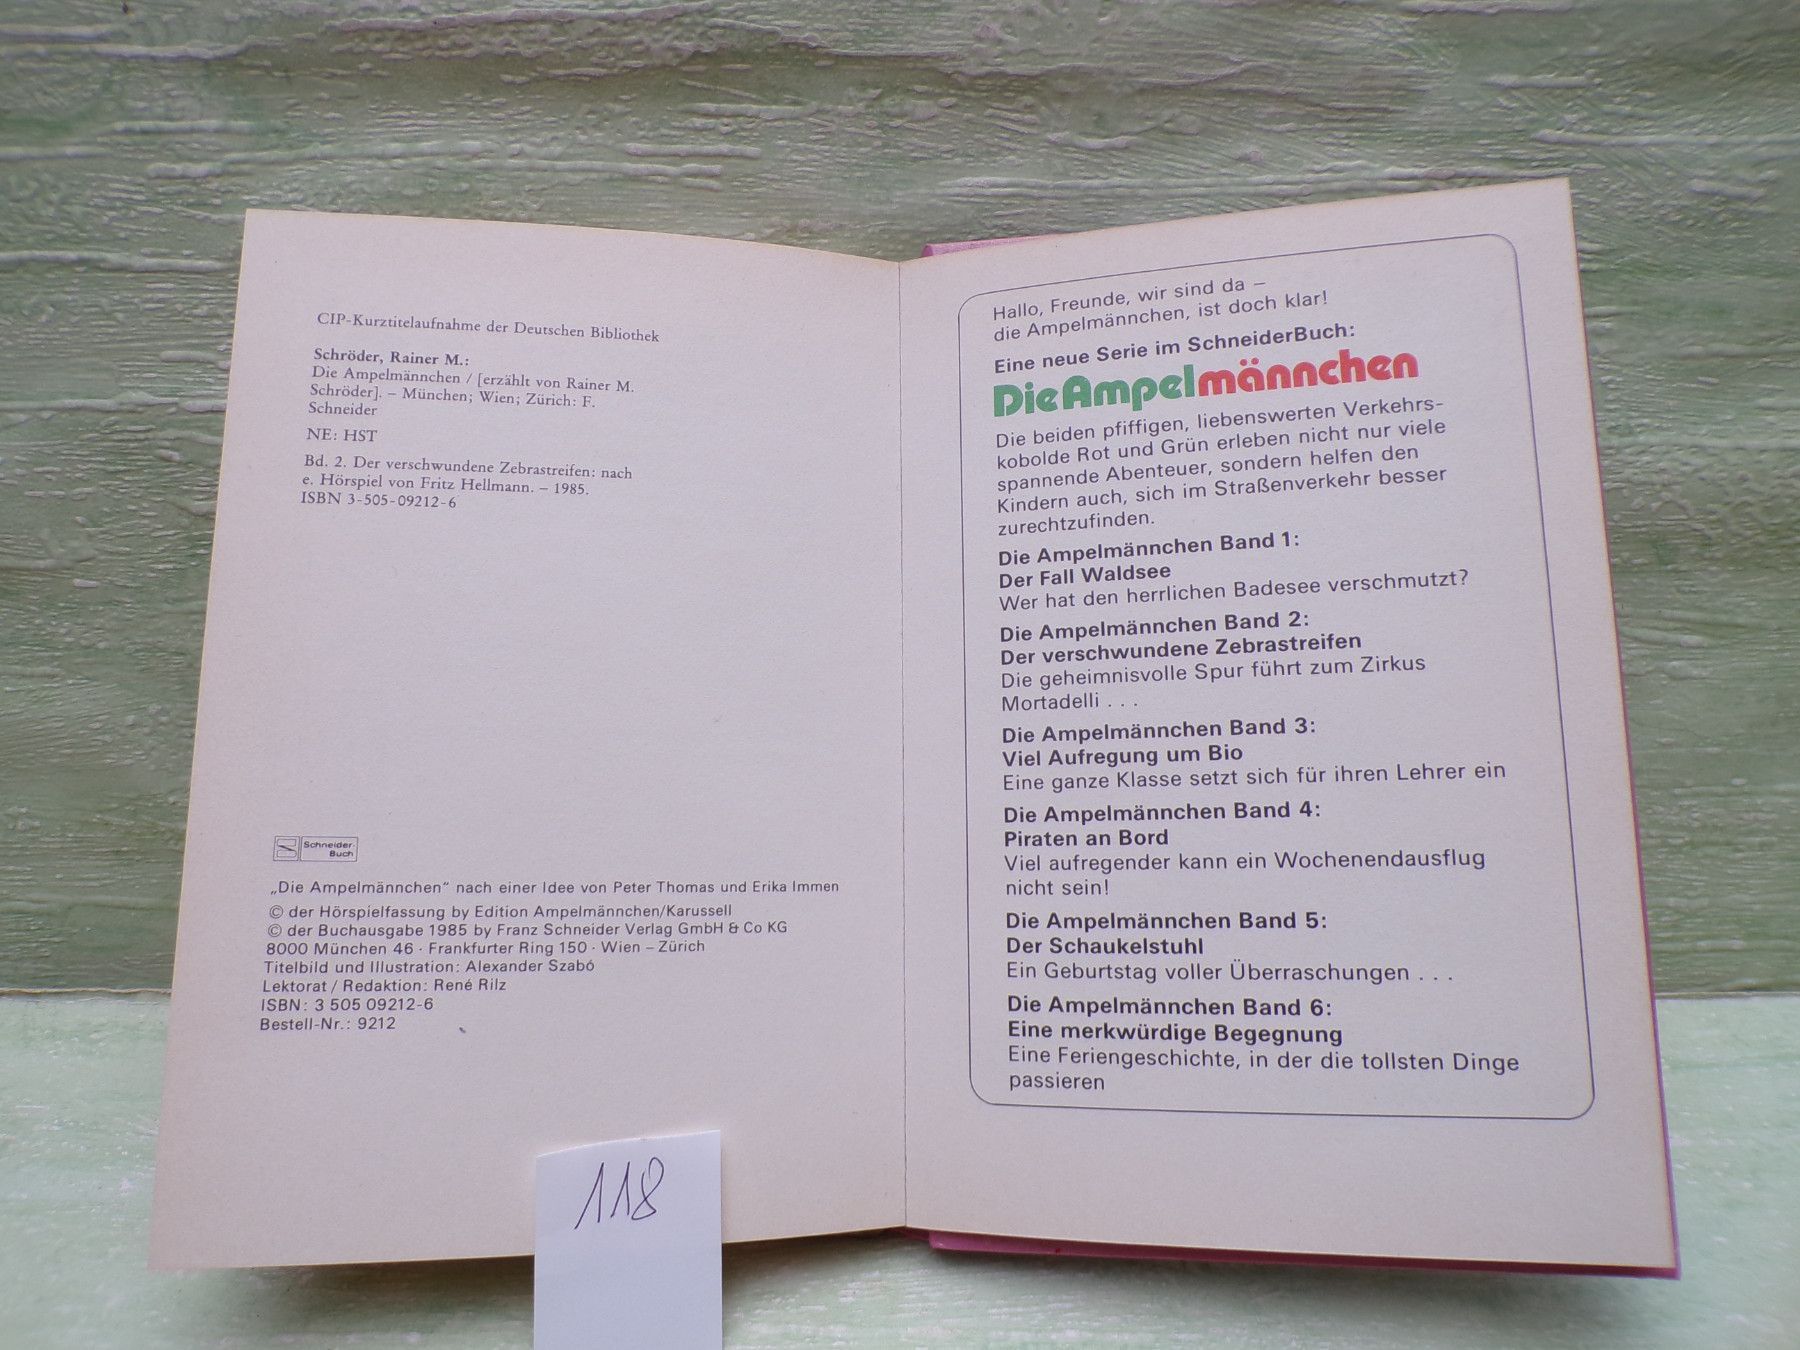 CIP-Kurztitelaufnahme der Deutschen Bibliothek
Schröder, Rainer M.:
Die Ampelmännchen / [erzählt von Rainer M.
Schröder]. – München; Wien; Zürich: F.
Schneider
NE: HST
Bd. 2. Der verschwundene Zebrastreifen: nach
e. Hörspiel von Fritz Hellmann. – 1985.
ISBN 3-505-09212-6
Schneider-
Buch
„Die Ampelmännchen“ nach einer Idee von Peter Thomas und Erika Immen
© der Hörspielfassung by Edition Ampelmännchen/Karussell
© der Buchausgabe 1985 by Franz Schneider Verlag GmbH & Co KG
8000 München 46 · Frankfurter Ring 150 · Wien – Zürich
Titelbild und Illustration: Alexander Szabó
Lektorat / Redaktion: René Rilz
ISBN: 3 505 09212-6
Bestell-Nr.: 9212
118
Hallo, Freunde, wir sind da –
die Ampelmännchen, ist doch klar!
Eine neue Serie im SchneiderBuch:
Die Ampelmännchen
Die beiden pfiffigen, liebenswerten Verkehrs-
kobolde Rot und Grün erleben nicht nur viele
spannende Abenteuer, sondern helfen den
Kindern auch, sich im Straßenverkehr besser
zurechtzufinden.
Die Ampelmännchen Band 1:
Der Fall Waldsee
Wer hat den herrlichen Badesee verschmutzt?
Die Ampelmännchen Band 2:
Der verschwundene Zebrastreifen
Die geheimnisvolle Spur führt zum Zirkus
Mortadelli . . .
Die Ampelmännchen Band 3:
Viel Aufregung um Bio
Eine ganze Klasse setzt sich für ihren Lehrer ein
Die Ampelmännchen Band 4:
Piraten an Bord
Viel aufregender kann ein Wochenendausflug
nicht sein!
Die Ampelmännchen Band 5:
Der Schaukelstuhl
Ein Geburtstag voller Überraschungen . . .
Die Ampelmännchen Band 6:
Eine merkwürdige Begegnung
Eine Feriengeschichte, in der die tollsten Dinge
passieren